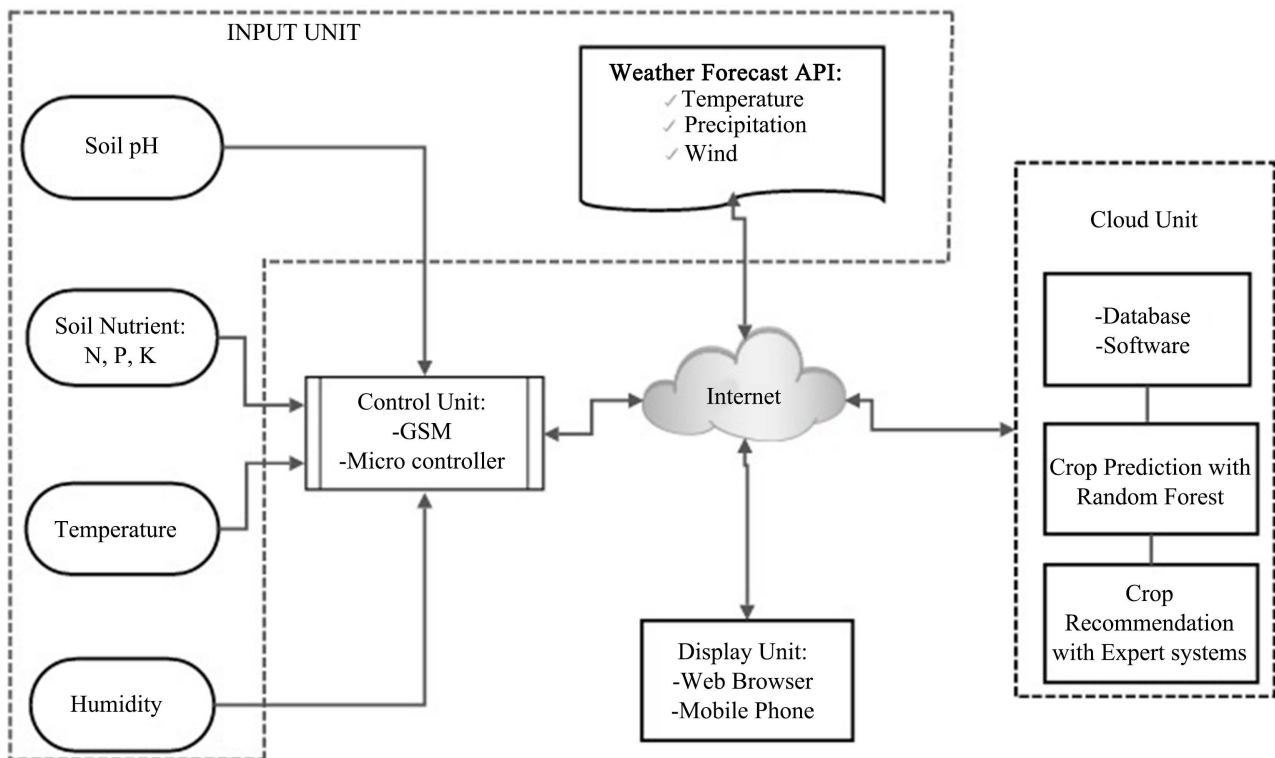 INPUT UNIT
Weather Forecast API:
✓ Temperature
✓ Precipitation
✓ Wind
Soil pH
Cloud Unit
Soil Nutrient:
N, P, K
-Database
-Software
Control Unit:
-GSM
-Micro controller
Internet
Crop Prediction with
Random Forest
Temperature
Crop
Recommendation
with Expert systems
Display Unit:
-Web Browser
-Mobile Phone
Humidity